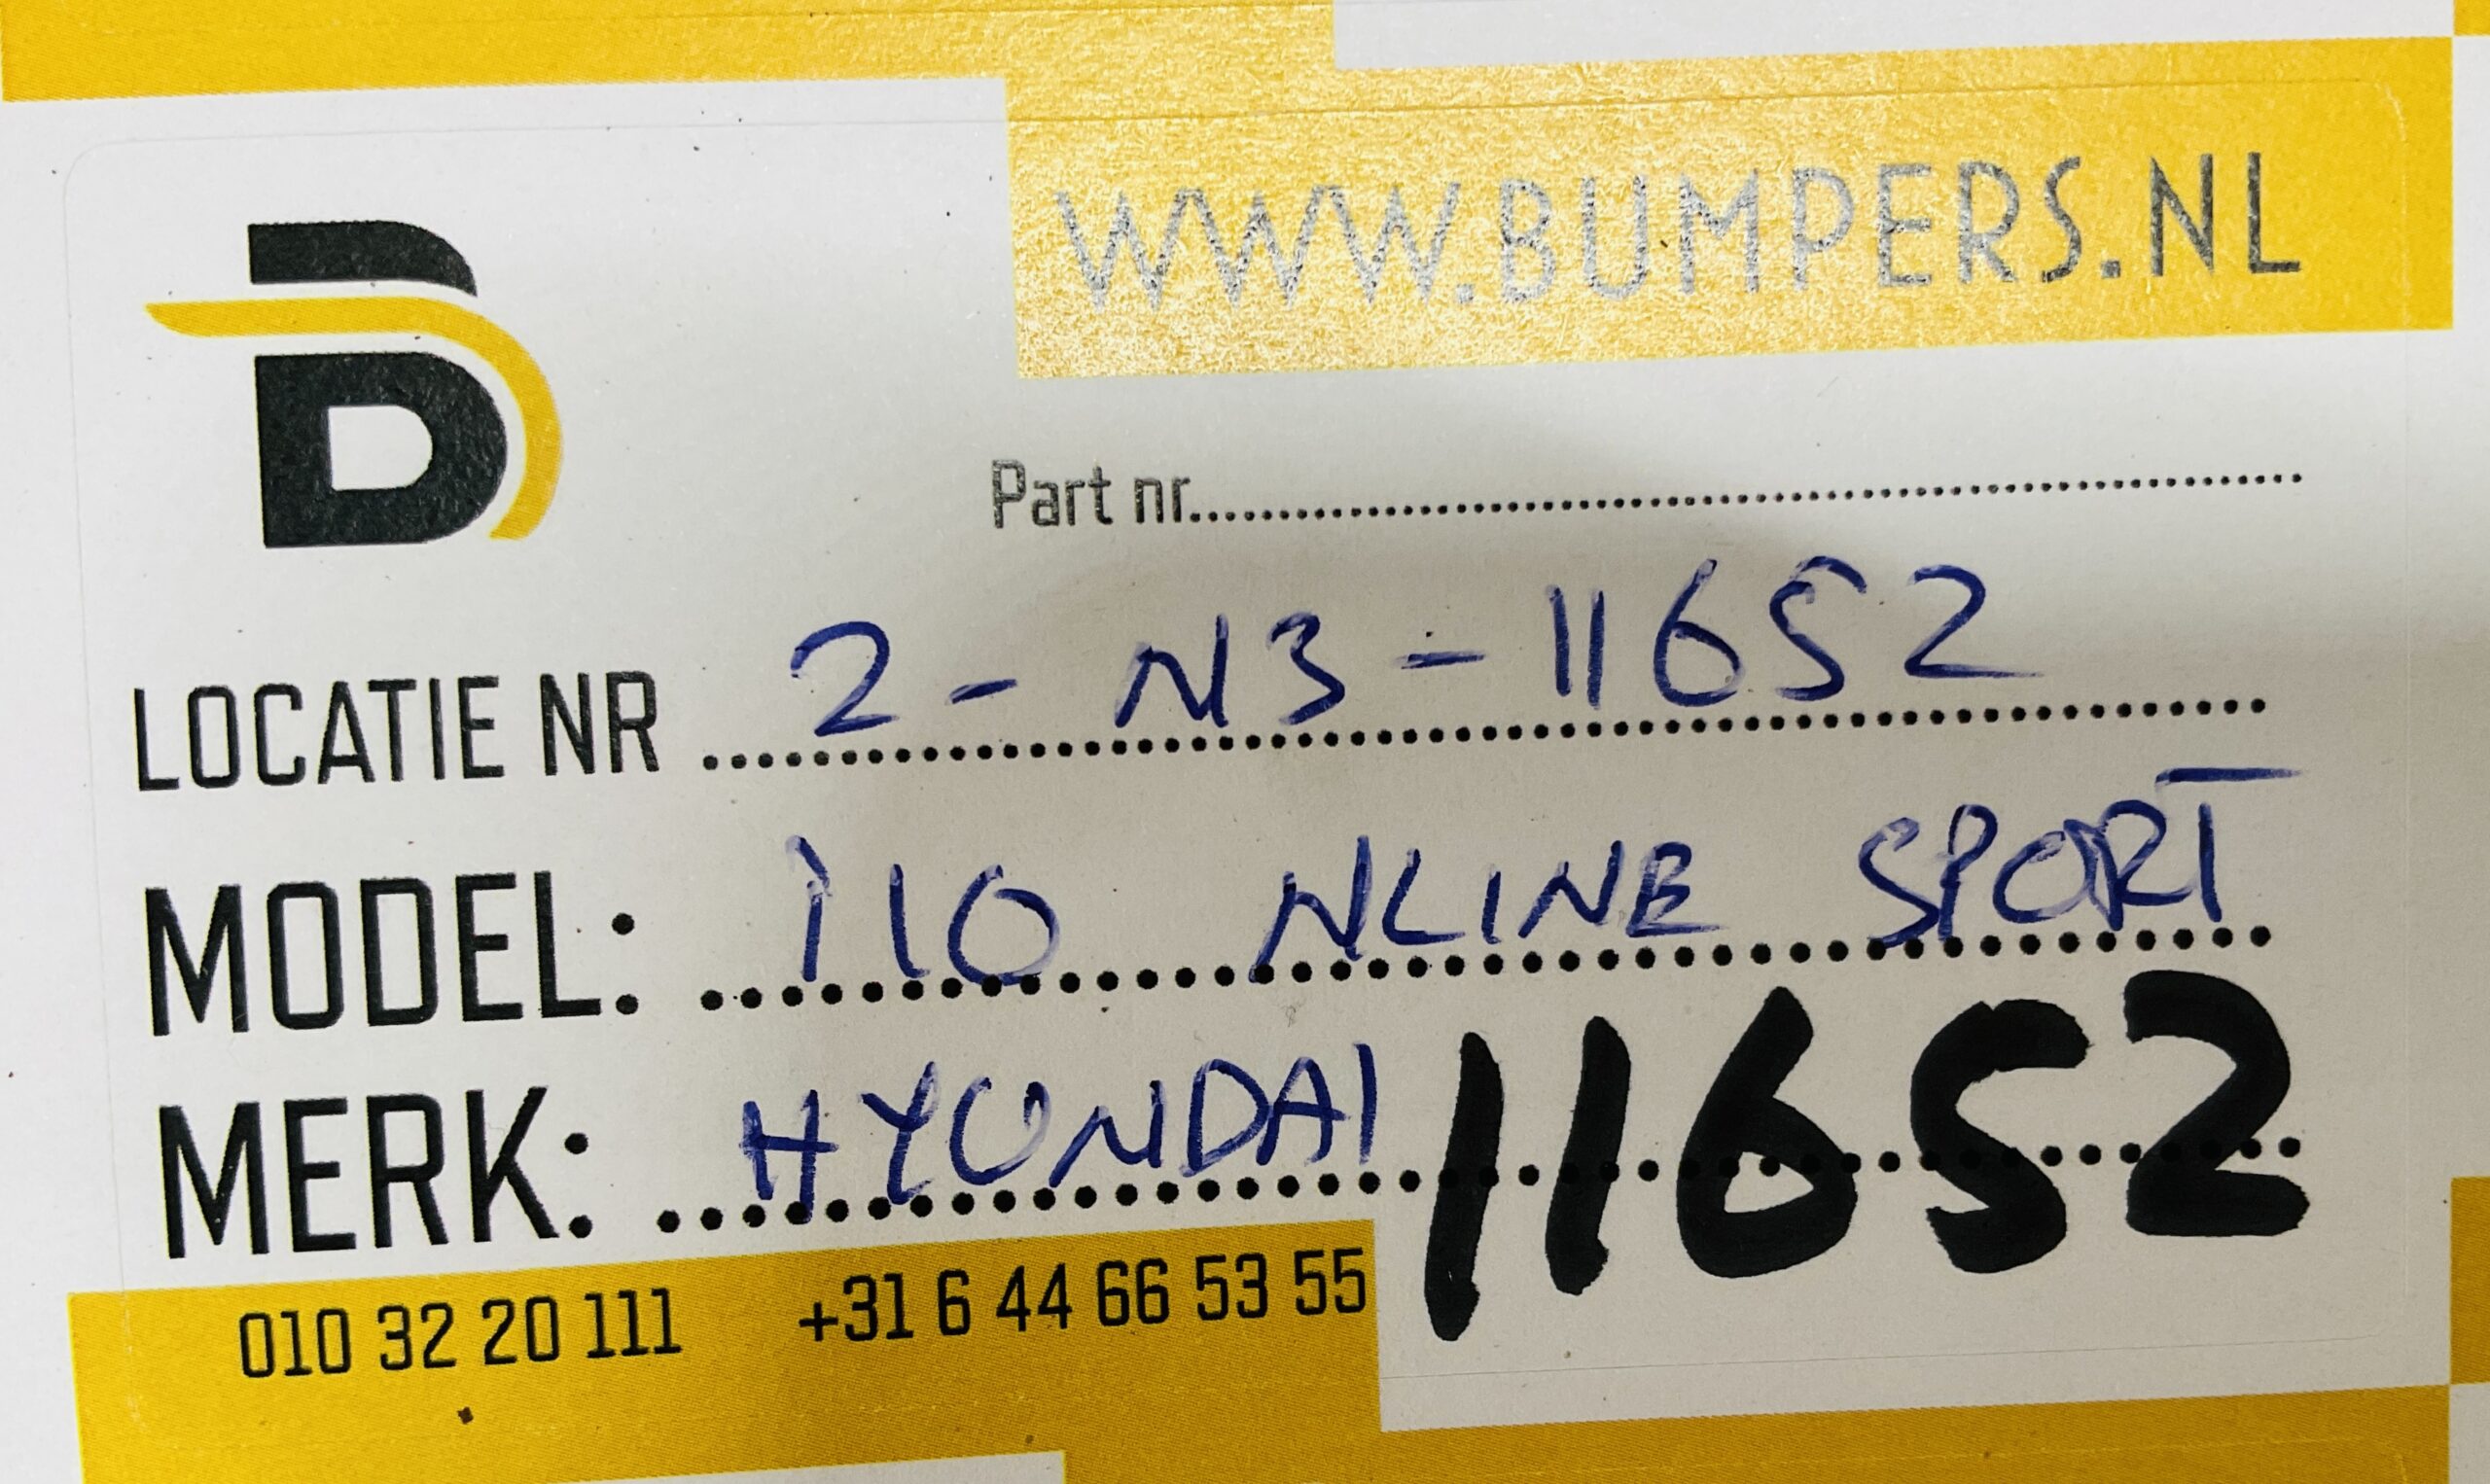 WWW.BUMPERS.NL
Part nr......................................................
LOCATIE NR 2 - N3 - 11652
MODEL: i10 NLINE SPORT
MERK: HYUNDAI 11652
010 32 20 111 +31 6 44 66 53 55